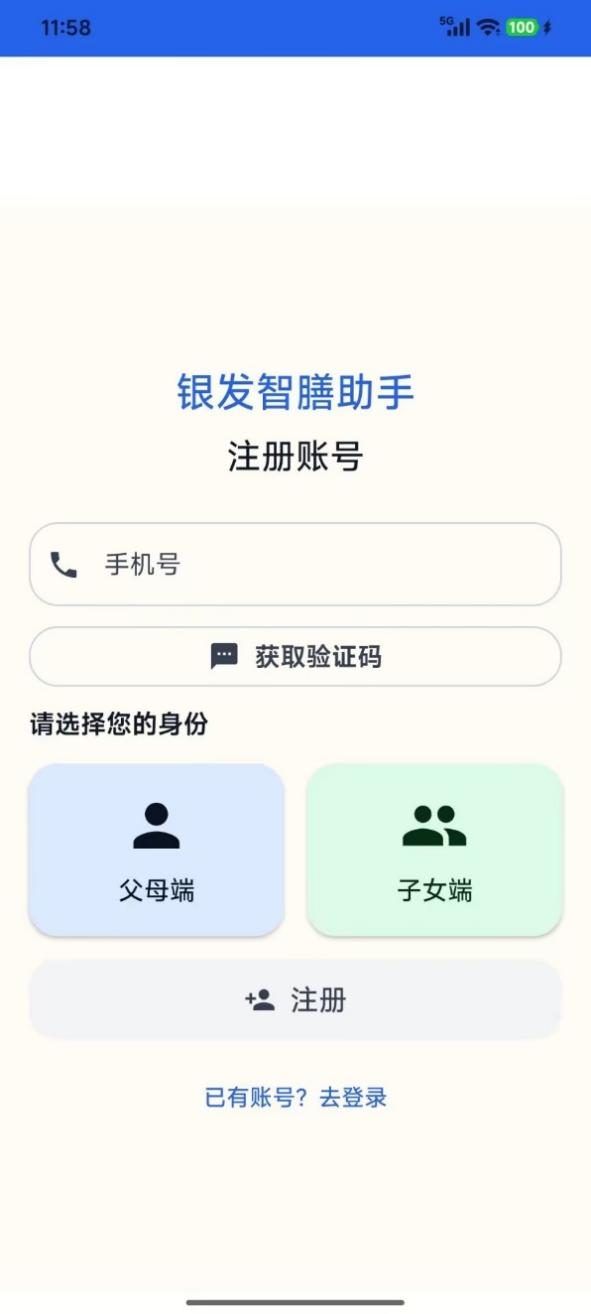 11:58
5G
100
银发智膳助手
注册账号
手机号
获取验证码
请选择您的身份
父母端
子女端
注册
已有账号？去登录